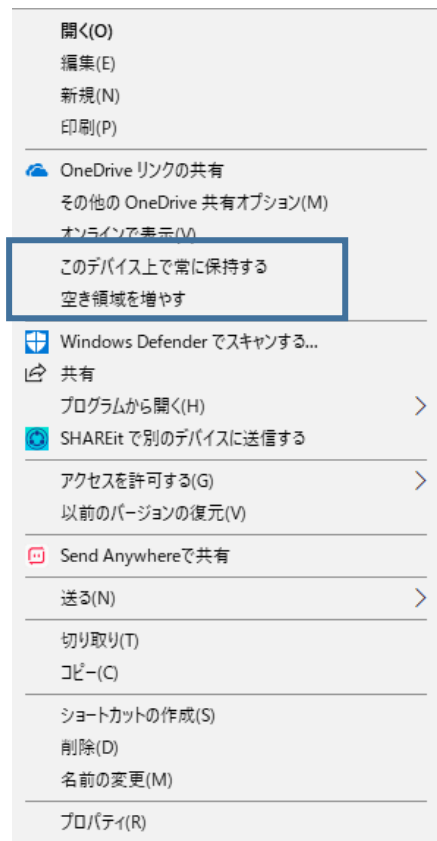 開く(O)
編集(E)
新規(N)
印刷(P)
OneDrive リンクの共有
その他の OneDrive 共有オプション(M)
オンラインで表示(V)
このデバイス上で常に保持する
空き領域を増やす
Windows Defender でスキャンする...
共有
プログラムから開く(H)
SHAREit で別のデバイスに送信する
アクセスを許可する(G)
以前のバージョンの復元(V)
Send Anywhereで共有
送る(N)
切り取り(T)
コピー(C)
ショートカットの作成(S)
削除(D)
名前の変更(M)
プロパティ(R)